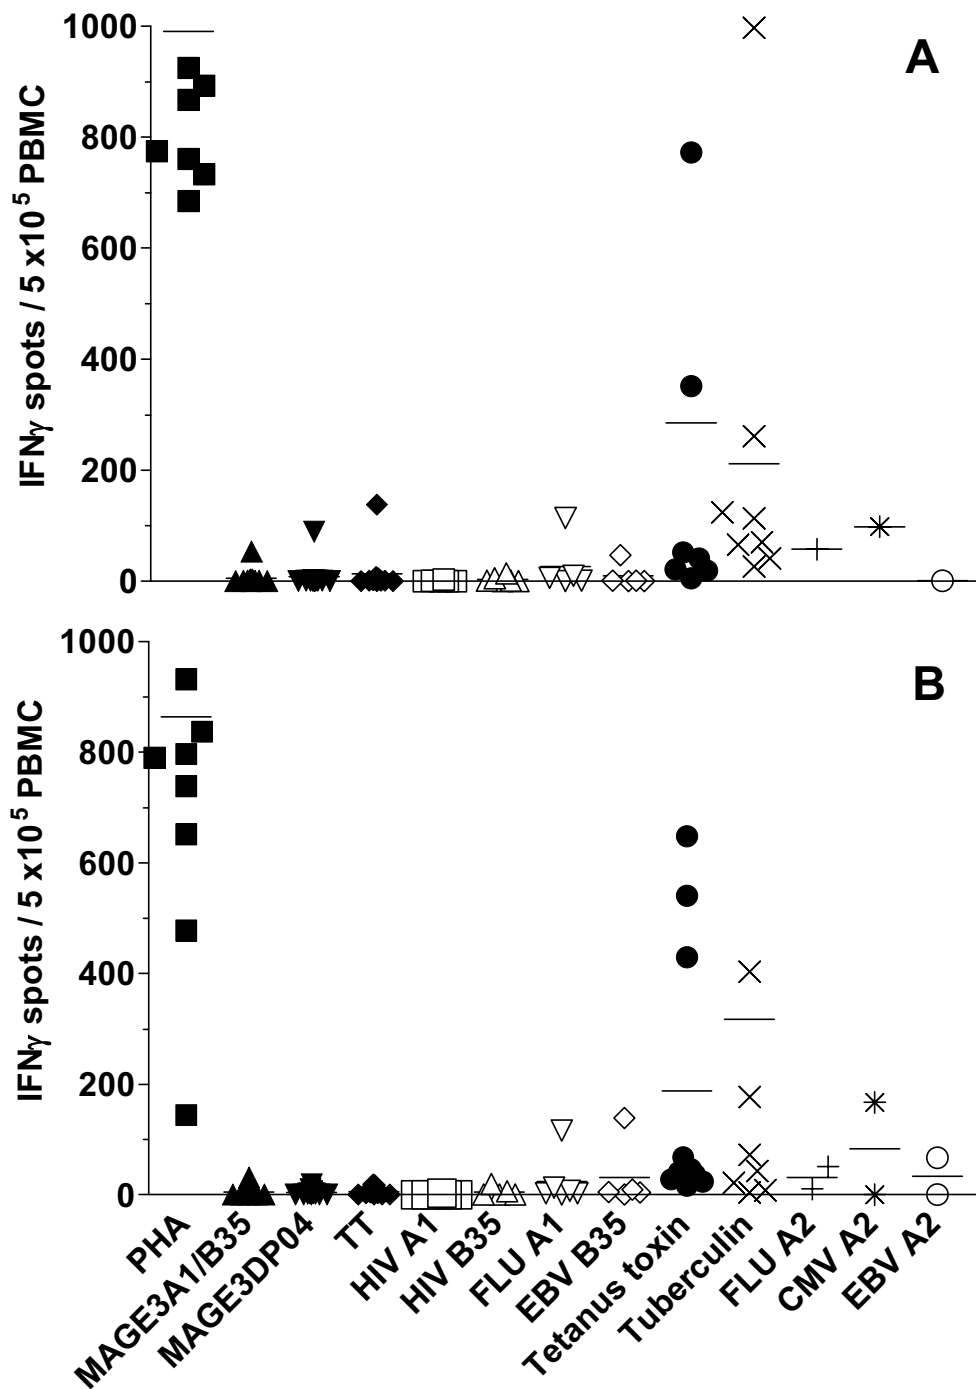 A
IFNγ spots / 5 x10⁵ PBMC
1000
800
600
400
200
0
B
IFNγ spots / 5 x10⁵ PBMC
1000
800
600
400
200
0
PHA
MAGE3A1/B35
MAGE3DP04
TT
HIV A1
HIV B35
FLU A1
EBV B35
Tetanus toxin
Tuberculin
FLU A2
CMV A2
EBV A2